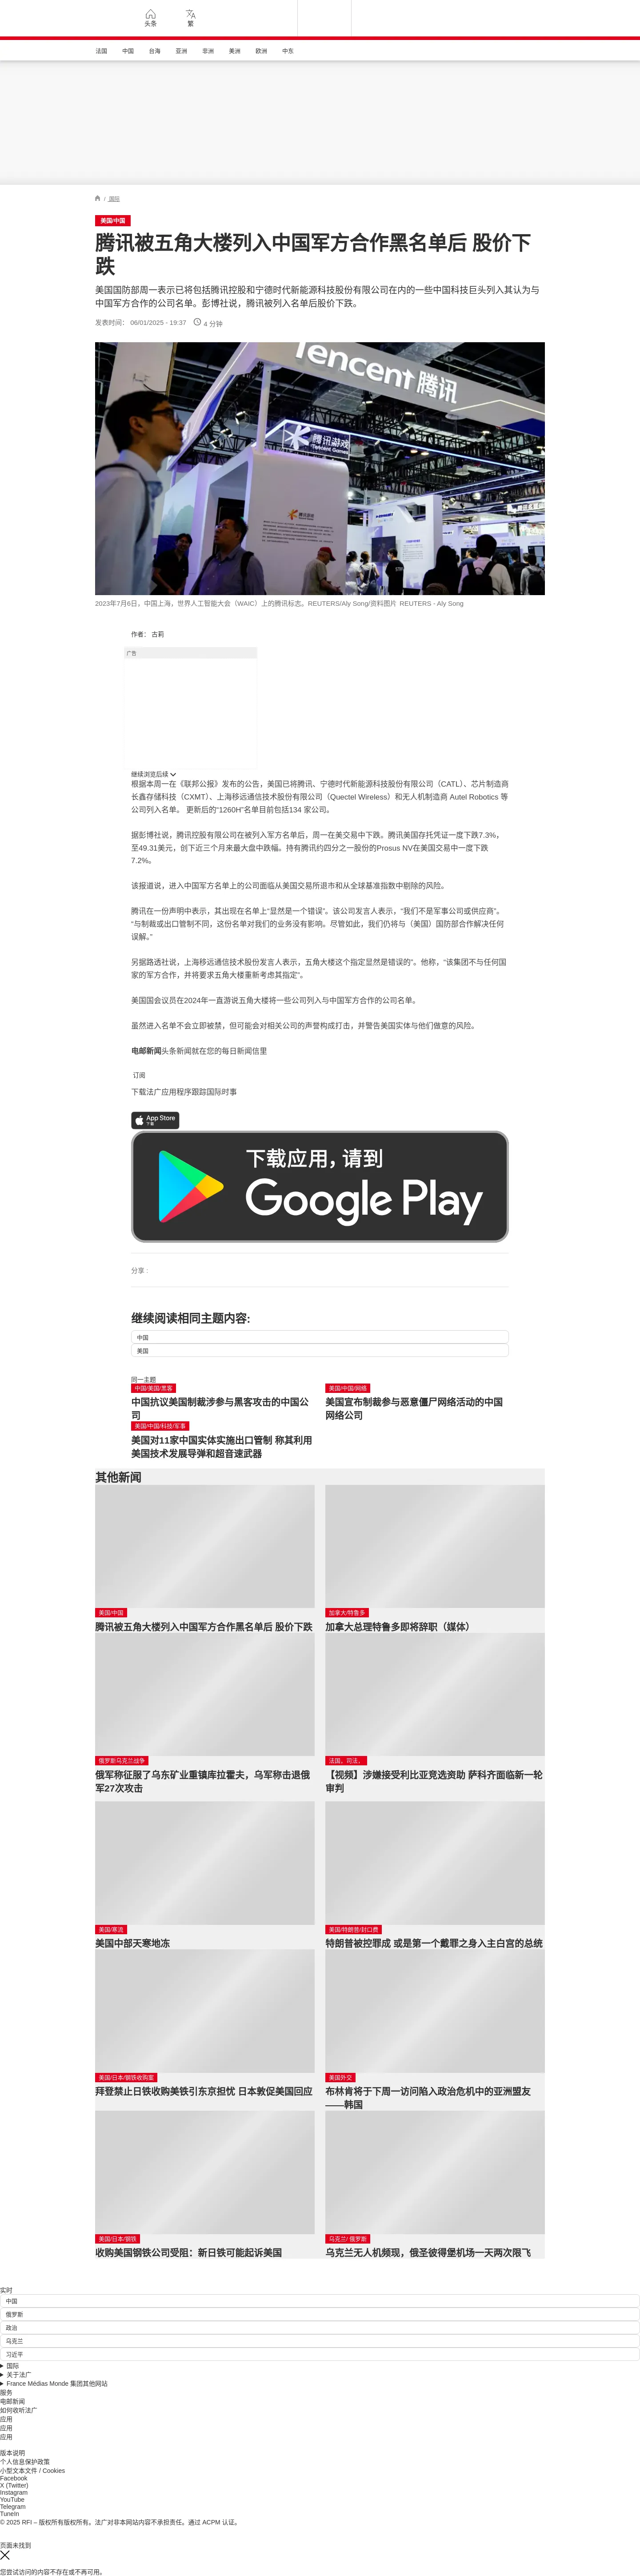 头条
繁
法国
中国
台海
亚洲
非洲
美洲
欧洲
中东
/ 国际
美国/中国
腾讯被五角大楼列入中国军方合作黑名单后 股价下
跌
美国国防部周一表示已将包括腾讯控股和宁德时代新能源科技股份有限公司在内的一些中国科技巨头列入其认为与
中国军方合作的公司名单。彭博社说，腾讯被列入名单后股价下跌。
发表时间： 06/01/2025 - 19:37
4 分钟
Tencent 腾讯
腾讯游戏
Tencent Games
2023年7月6日，中国上海，世界人工智能大会（WAIC）上的腾讯标志。REUTERS/Aly Song/资料图片 REUTERS - Aly Song
作者： 古莉
广告
继续浏览后续
根据本周一在《联邦公报》发布的公告，美国已将腾讯、宁德时代新能源科技股份有限公司（CATL）、芯片制造商
长鑫存储科技（CXMT）、上海移远通信技术股份有限公司（Quectel Wireless）和无人机制造商 Autel Robotics 等
公司列入名单。 更新后的"1260H"名单目前包括134 家公司。
据彭博社说，腾讯控股有限公司在被列入军方名单后，周一在美交易中下跌。腾讯美国存托凭证一度下跌7.3%，
至49.31美元，创下近三个月来最大盘中跌幅。持有腾讯约四分之一股份的Prosus NV在美国交易中一度下跌
7.2%。
该报道说，进入中国军方名单上的公司面临从美国交易所退市和从全球基准指数中剔除的风险。
腾讯在一份声明中表示，其出现在名单上“显然是一个错误”。该公司发言人表示，“我们不是军事公司或供应商”。
“与制裁或出口管制不同，这份名单对我们的业务没有影响。尽管如此，我们仍将与（美国）国防部合作解决任何
误解。”
另据路透社说，上海移远通信技术股份发言人表示，五角大楼这个指定显然是错误的"。他称，“该集团不与任何国
家的军方合作，并将要求五角大楼重新考虑其指定"。
美国国会议员在2024年一直游说五角大楼将一些公司列入与中国军方合作的公司名单。
虽然进入名单不会立即被禁，但可能会对相关公司的声誉构成打击，并警告美国实体与他们做意的风险。
电邮新闻头条新闻就在您的每日新闻信里
订阅
下载法广应用程序跟踪国际时事
App Store
下载
下载应用，请到
Google Play
分享 :
继续阅读相同主题内容:
中国
美国
同一主题
中国/美国/黑客
中国抗议美国制裁涉参与黑客攻击的中国公
司
美国/中国/网络
美国宣布制裁参与恶意僵尸网络活动的中国
网络公司
美国/中国/科技/军事
美国对11家中国实体实施出口管制 称其利用
美国技术发展导弹和超音速武器
其他新闻
美国/中国
腾讯被五角大楼列入中国军方合作黑名单后 股价下跌
加拿大/特鲁多
加拿大总理特鲁多即将辞职（媒体）
俄罗斯乌克兰战争
俄军称征服了乌东矿业重镇库拉霍夫，乌军称击退俄
军27次攻击
法国，司法，
【视频】涉嫌接受利比亚竞选资助 萨科齐面临新一轮
审判
美国/寒流
美国中部天寒地冻
美国/特朗普/封口费
特朗普被控罪成 或是第一个戴罪之身入主白宫的总统
美国/日本/钢铁收购案
拜登禁止日铁收购美铁引东京担忧 日本敦促美国回应
美国外交
布林肯将于下周一访问陷入政治危机中的亚洲盟友
——韩国
美国/日本/钢铁
收购美国钢铁公司受阻：新日铁可能起诉美国
乌克兰/ 俄罗斯
乌克兰无人机频现，俄圣彼得堡机场一天两次限飞
实时
中国
俄罗斯
政治
乌克兰
习近平
国际
关于法广
France Médias Monde 集团其他网站
服务
电邮新闻
如何收听法广
应用
应用
应用
版本说明
个人信息保护政策
小型文本文件 / Cookies
Facebook
X (Twitter)
Instagram
YouTube
Telegram
TuneIn
© 2025 RFI – 版权所有版权所有。法广对非本网站内容不承担责任。通过 ACPM 认证。
页面未找到
您尝试访问的内容不存在或不再可用。